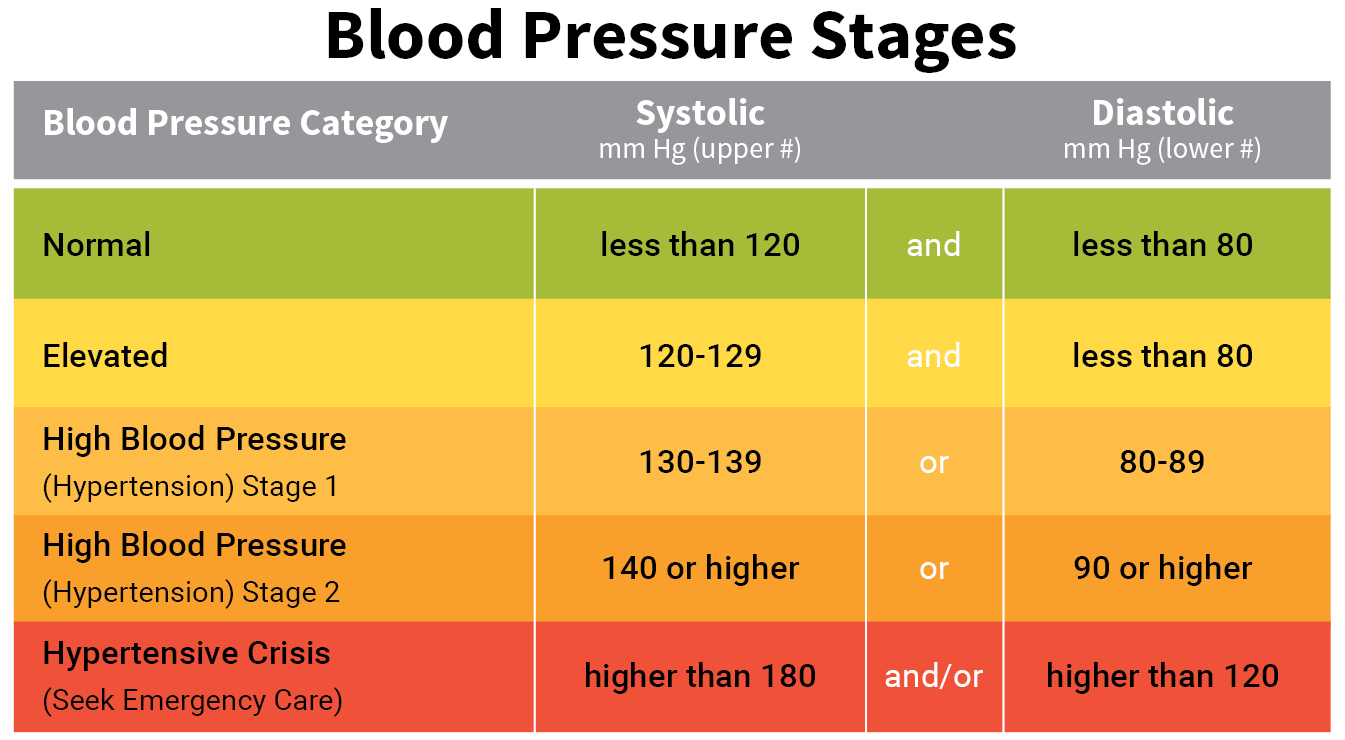 Blood Pressure Stages
Blood Pressure Category
Systolic
mm Hg (upper #)
Diastolic
mm Hg (lower #)
Normal
less than 120
and
less than 80
Elevated
120-129
and
less than 80
High Blood Pressure
(Hypertension) Stage 1
130-139
or
80-89
High Blood Pressure
(Hypertension) Stage 2
140 or higher
or
90 or higher
Hypertensive Crisis
(Seek Emergency Care)
higher than 180
and/or
higher than 120